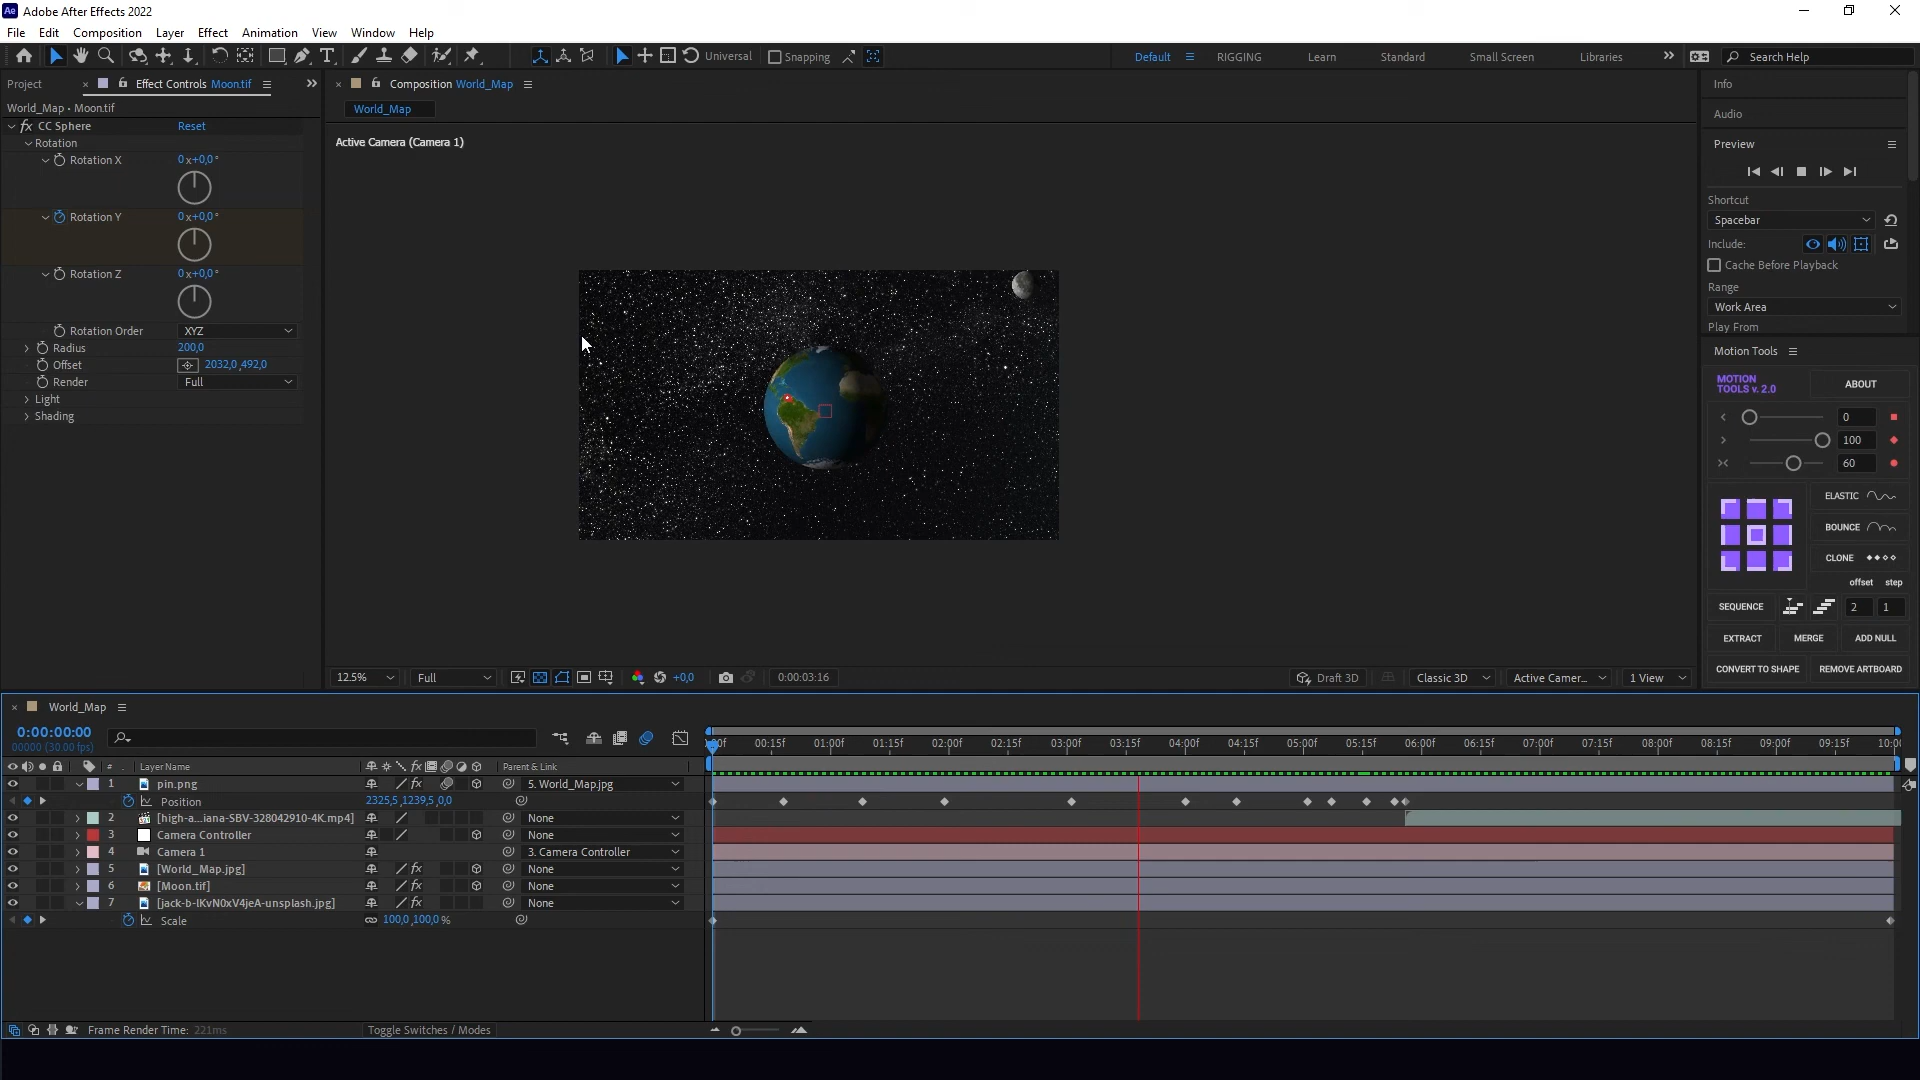 Ae Adobe After Effects 2022
File Edit Composition Layer Effect Animation View Window Help
Universal Snapping Default RIGGING Learn Standard Small Screen Libraries Search Help
Project Effect Controls Moon.tif
World_Map • Moon.tif
fx CC Sphere Reset
Rotation
Rotation X 0x+0,0°
Rotation Y 0x+0,0°
Rotation Z 0x+0,0°
Rotation Order XYZ
Radius 200,0
Offset 2032,0,492,0
Render Full
Light
Shading
Composition World_Map
World_Map
Active Camera (Camera 1)
12.5% Full +0,0 0:00:03:16 Draft 3D Classic 3D Active Camer... 1 View
Info
Audio
Preview
Shortcut
Spacebar
Include:
Cache Before Playback
Range
Work Area
Play From
Motion Tools
MOTION TOOLS v. 2.0 ABOUT
0
100
60
ELASTIC
BOUNCE
CLONE
offset step
SEQUENCE 2 1
EXTRACT MERGE ADD NULL
CONVERT TO SHAPE REMOVE ARTBOARD
World_Map
0:00:00:00
00000 (30.00 fps)
00f 00:15f 01:00f 01:15f 02:00f 02:15f 03:00f 03:15f 04:00f 04:15f 05:00f 05:15f 06:00f 06:15f 07:00f 07:15f 08:00f 08:15f 09:00f 09:15f 10:00
# Layer Name fx Parent & Link
1 pin.png fx 5. World_Map.jpg
Position 2325,5,1239,5,0,0
2 [high-a...iana-SBV-328042910-4K.mp4] None
3 Camera Controller None
4 Camera 1 3. Camera Controller
5 [World_Map.jpg] fx None
6 [Moon.tif] fx None
7 [jack-b-lKvN0xV4jeA-unsplash.jpg] fx None
Scale 100,0,100,0%
Frame Render Time: 221ms Toggle Switches / Modes